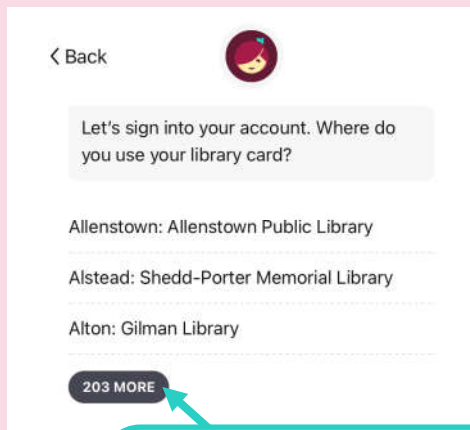 Back
Let's sign into your account. Where do
you use your library card?
Allenstown: Allenstown Public Library
Alstead: Shedd-Porter Memorial Library
Alton: Gilman Library
203 MORE